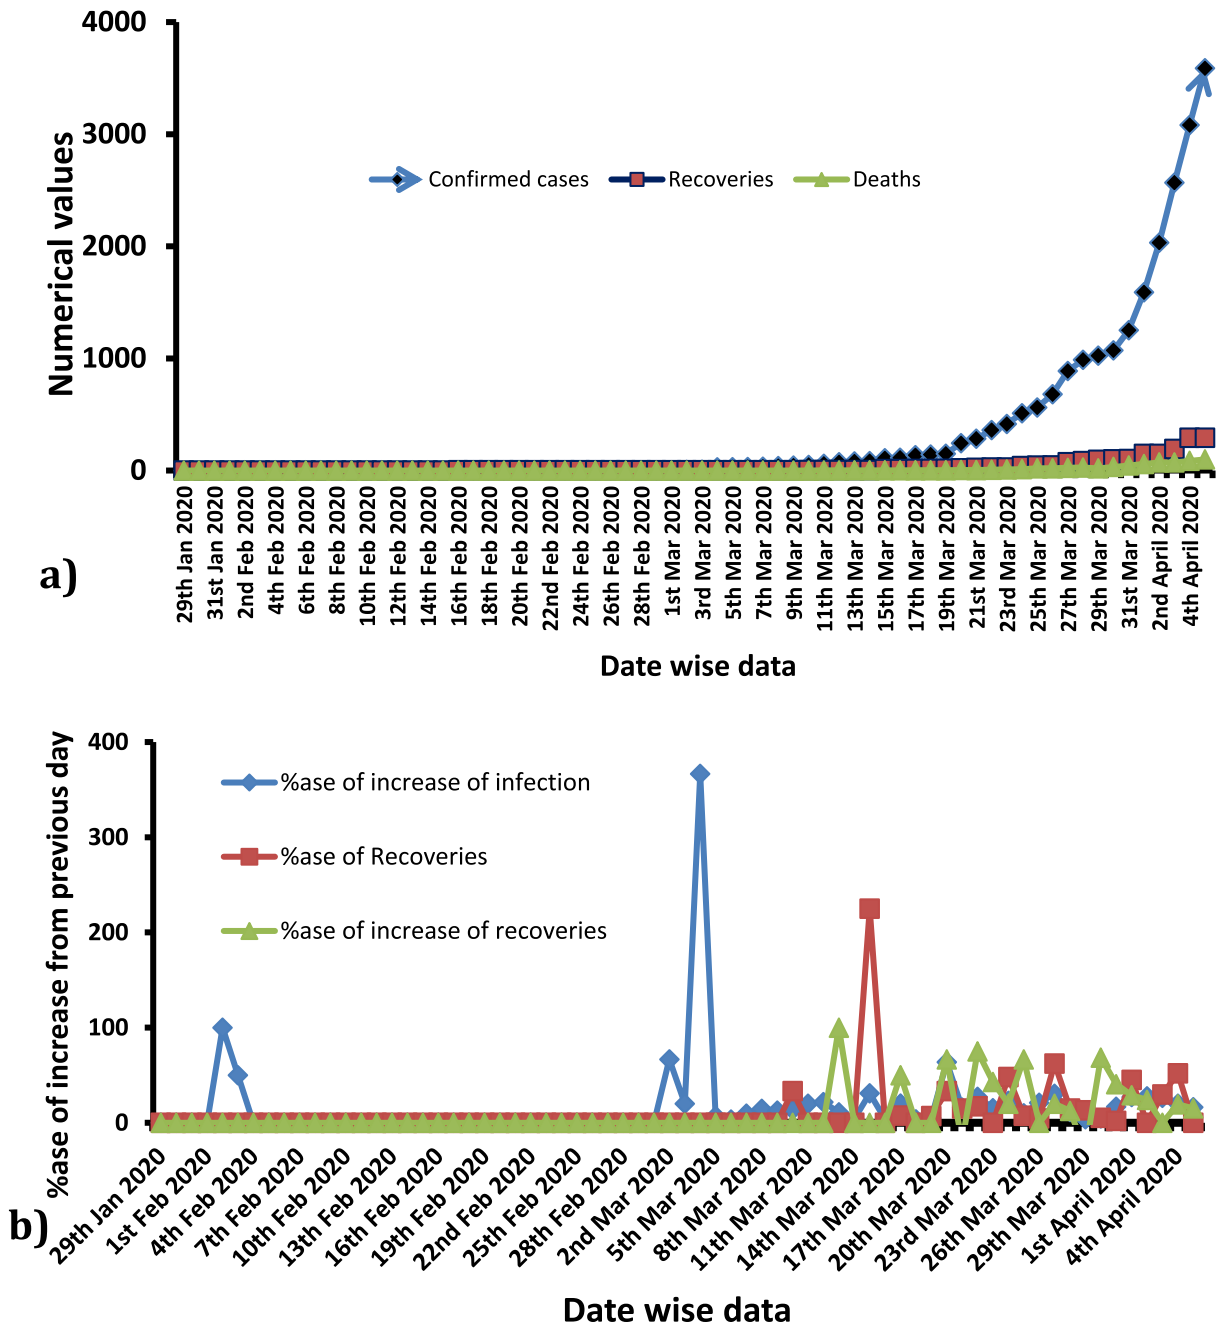 4000
3000
2000
1000
0
Numerical values
Confirmed cases
Recoveries
Deaths
29th Jan 2020
31st Jan 2020
2nd Feb 2020
4th Feb 2020
6th Feb 2020
8th Feb 2020
10th Feb 2020
12th Feb 2020
14th Feb 2020
16th Feb 2020
18th Feb 2020
20th Feb 2020
22nd Feb 2020
24th Feb 2020
26th Feb 2020
28th Feb 2020
1st Mar 2020
3rd Mar 2020
5th Mar 2020
7th Mar 2020
9th Mar 2020
11th Mar 2020
13th Mar 2020
15th Mar 2020
17th Mar 2020
19th Mar 2020
21st Mar 2020
23rd Mar 2020
25th Mar 2020
27th Mar 2020
29th Mar 2020
31st Mar 2020
2nd April 2020
4th April 2020
a)
Date wise data
400
300
200
100
0
%ase of increase from previous day
%ase of increase of infection
%ase of Recoveries
%ase of increase of recoveries
29th Jan 2020
1st Feb 2020
4th Feb 2020
7th Feb 2020
10th Feb 2020
13th Feb 2020
16th Feb 2020
19th Feb 2020
22nd Feb 2020
25th Feb 2020
28th Feb 2020
2nd Mar 2020
5th Mar 2020
8th Mar 2020
11th Mar 2020
14th Mar 2020
17th Mar 2020
20th Mar 2020
23rd Mar 2020
26th Mar 2020
29th Mar 2020
1st April 2020
4th April 2020
b)
Date wise data